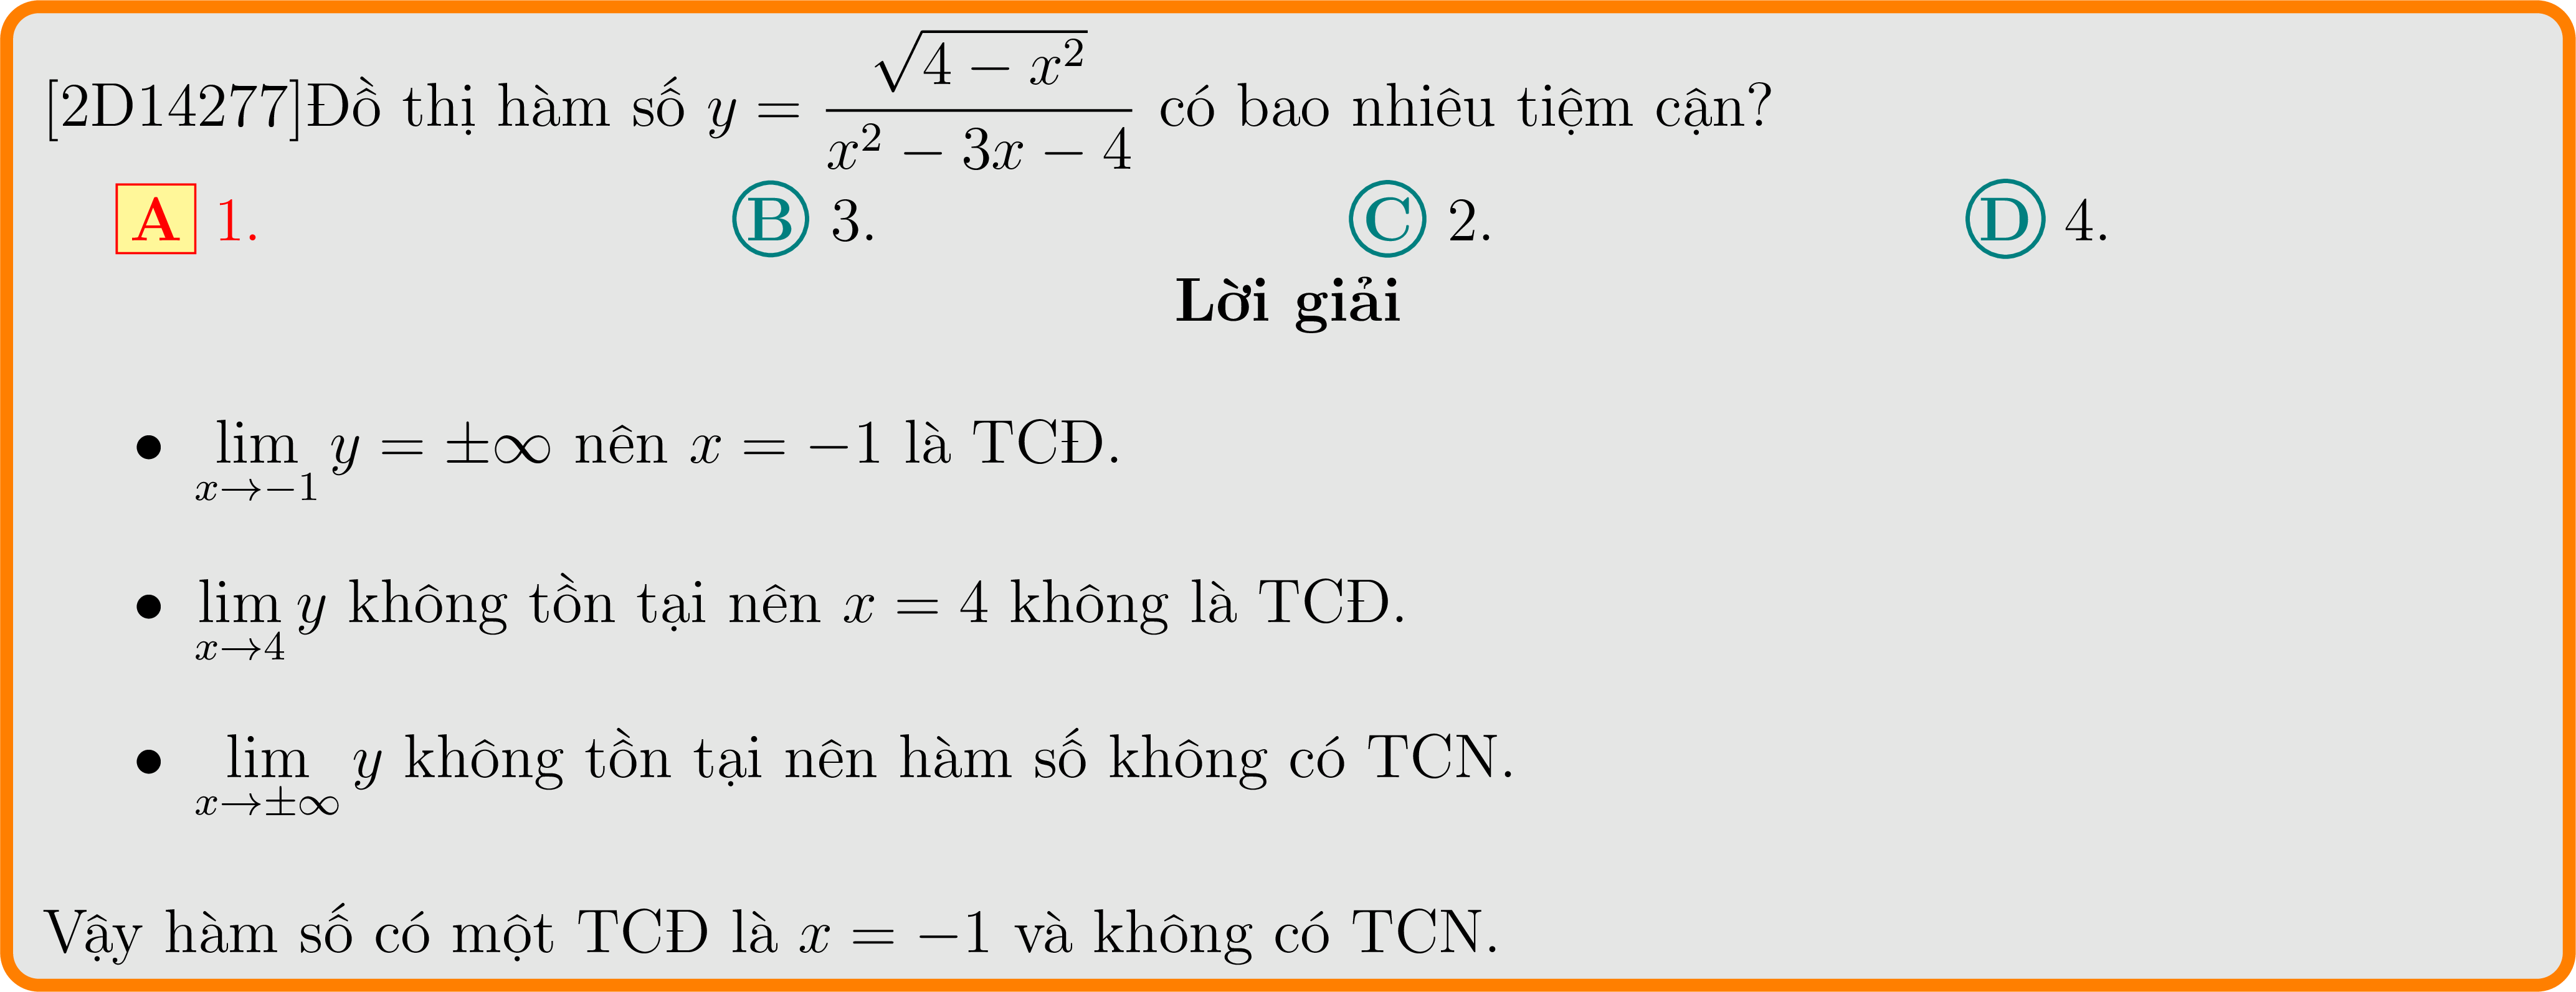 [2D14277]Đồ thị hàm số $y = \dfrac{\sqrt{4 - x^2}}{x^2 - 3x - 4}$ có bao nhiêu tiệm cận?
A 1. B 3. C 2. D 4.
Lời giải
• $\lim\limits_{x \to -1} y = \pm\infty$ nên $x = -1$ là TCĐ.
• $\lim\limits_{x \to 4} y$ không tồn tại nên $x = 4$ không là TCĐ.
• $\lim\limits_{x \to \pm\infty} y$ không tồn tại nên hàm số không có TCN.
Vậy hàm số có một TCĐ là $x = -1$ và không có TCN.